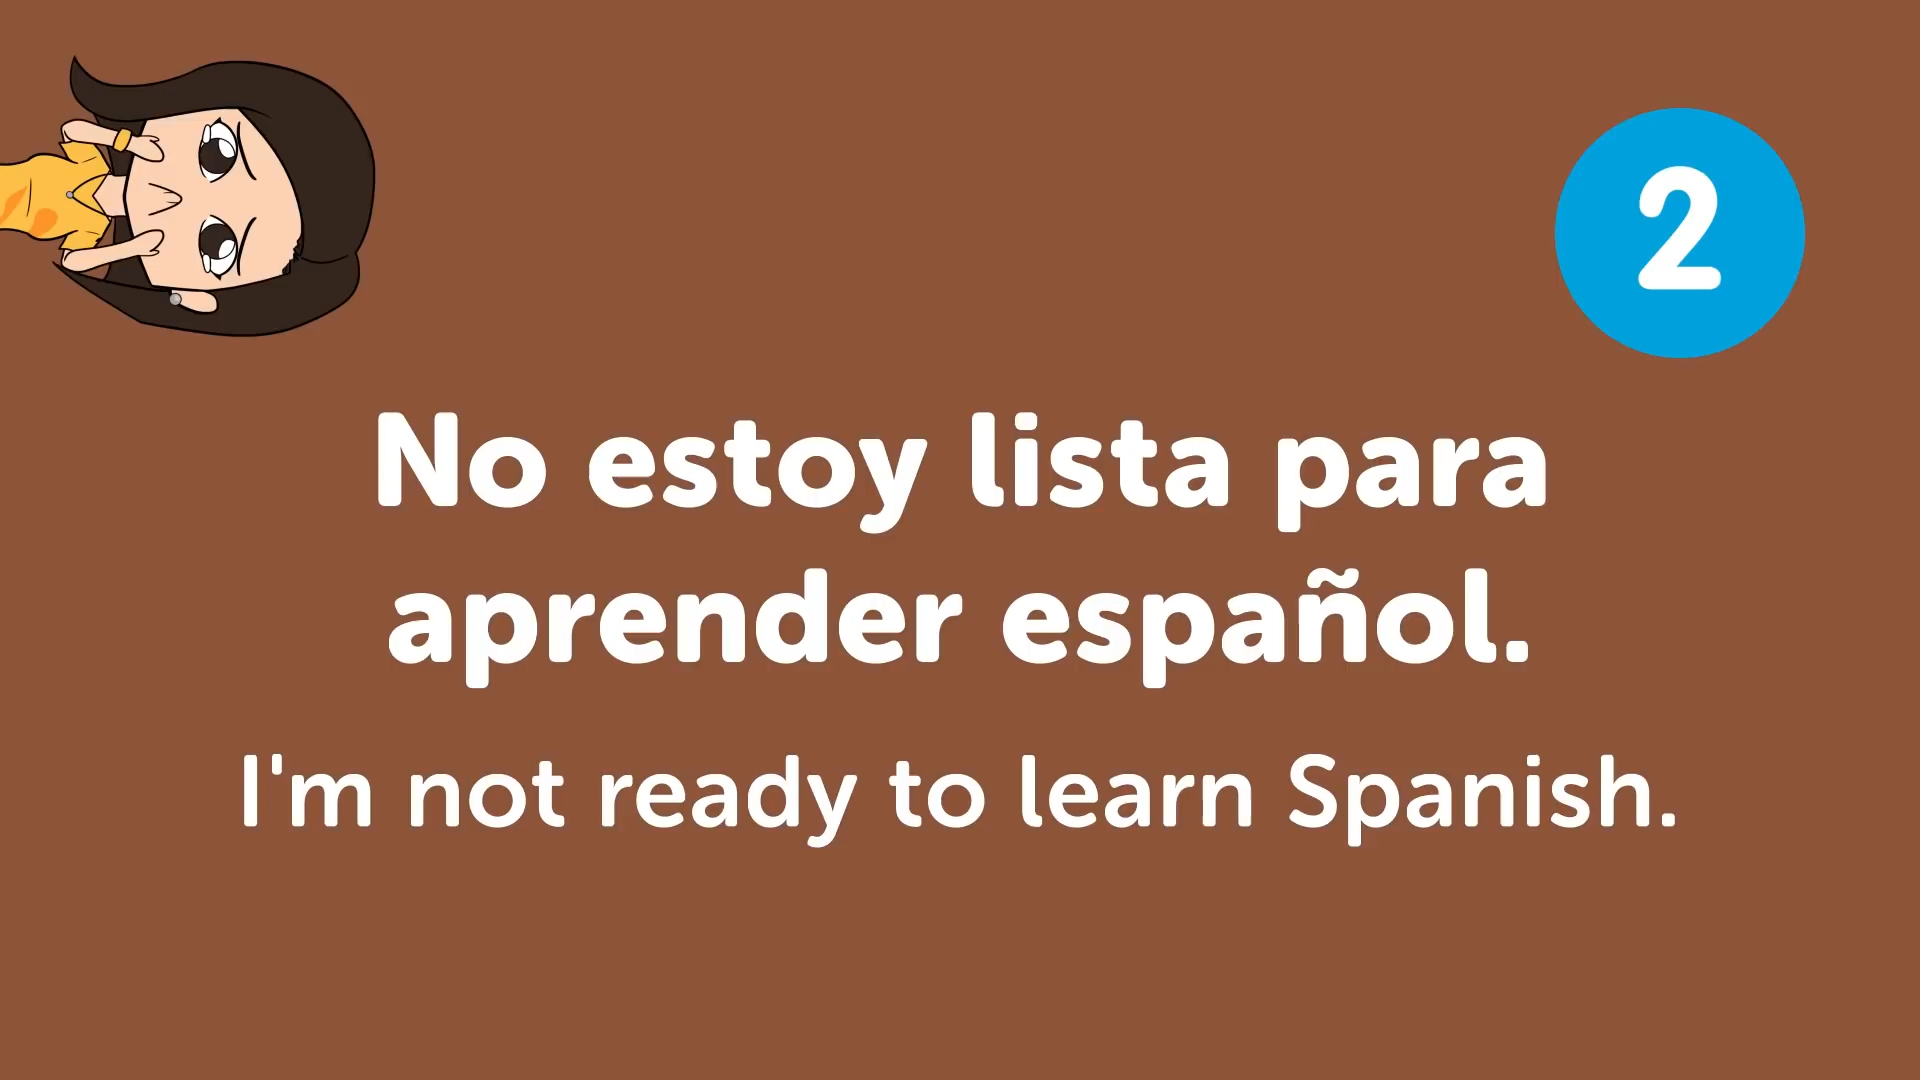 2
No estoy lista para
aprender español.
I'm not ready to learn Spanish.